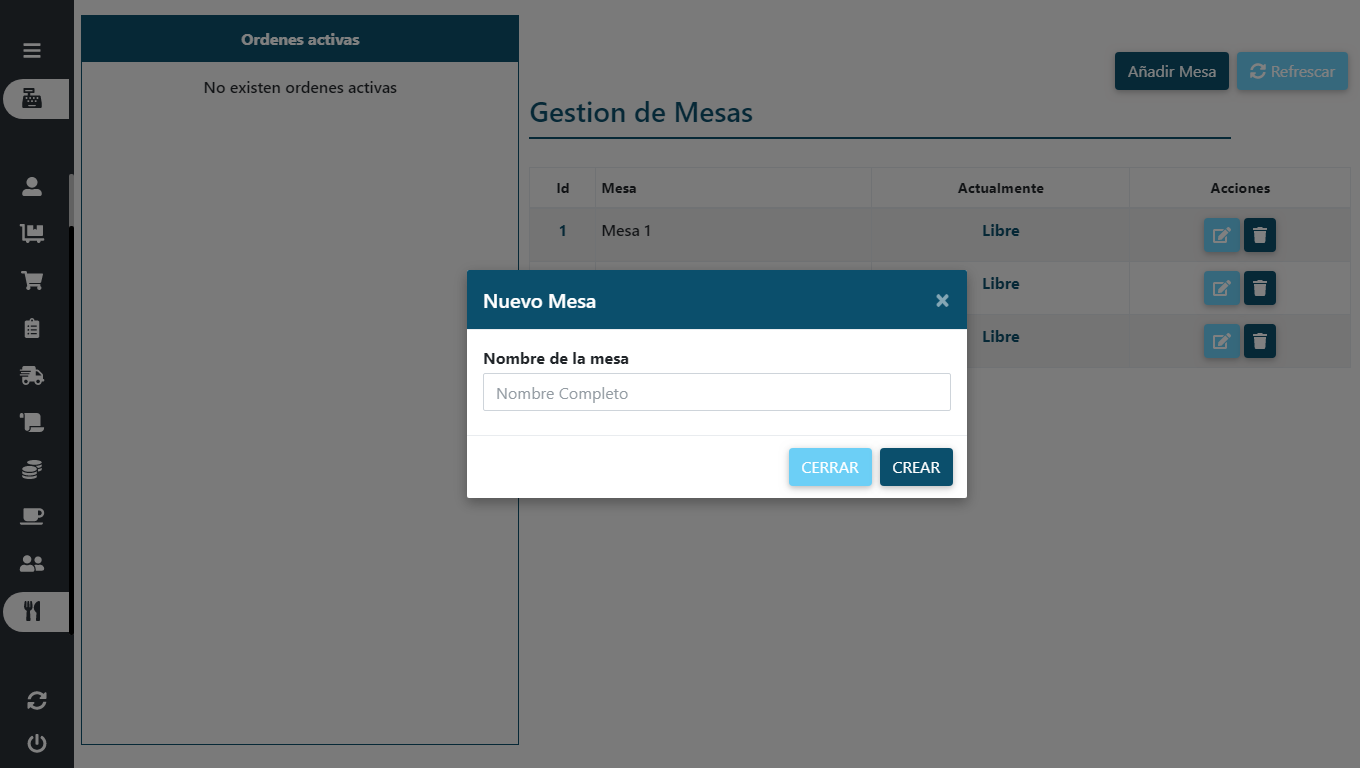 Ordenes activas
No existen ordenes activas
Añadir Mesa
Refrescar
Gestion de Mesas
Id Mesa Actualmente Acciones
1 Mesa 1 Libre
Libre
Libre
Nuevo Mesa ×
Nombre de la mesa
Nombre Completo
CERRAR CREAR